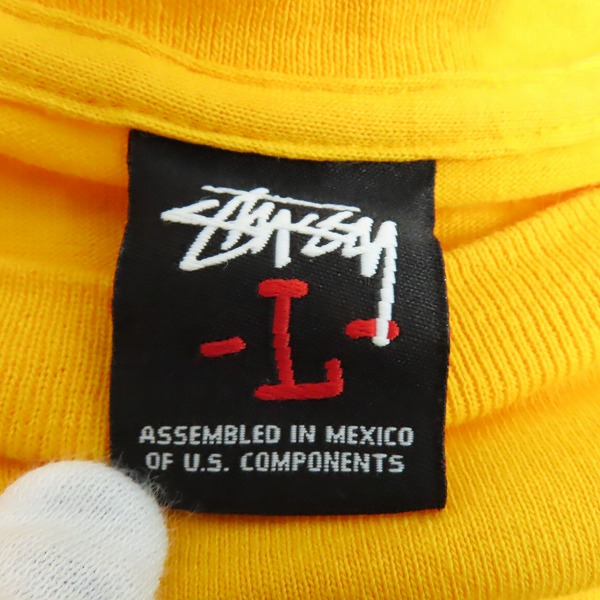 STUSSY
-L-
ASSEMBLED IN MEXICO
OF U.S. COMPONENTS